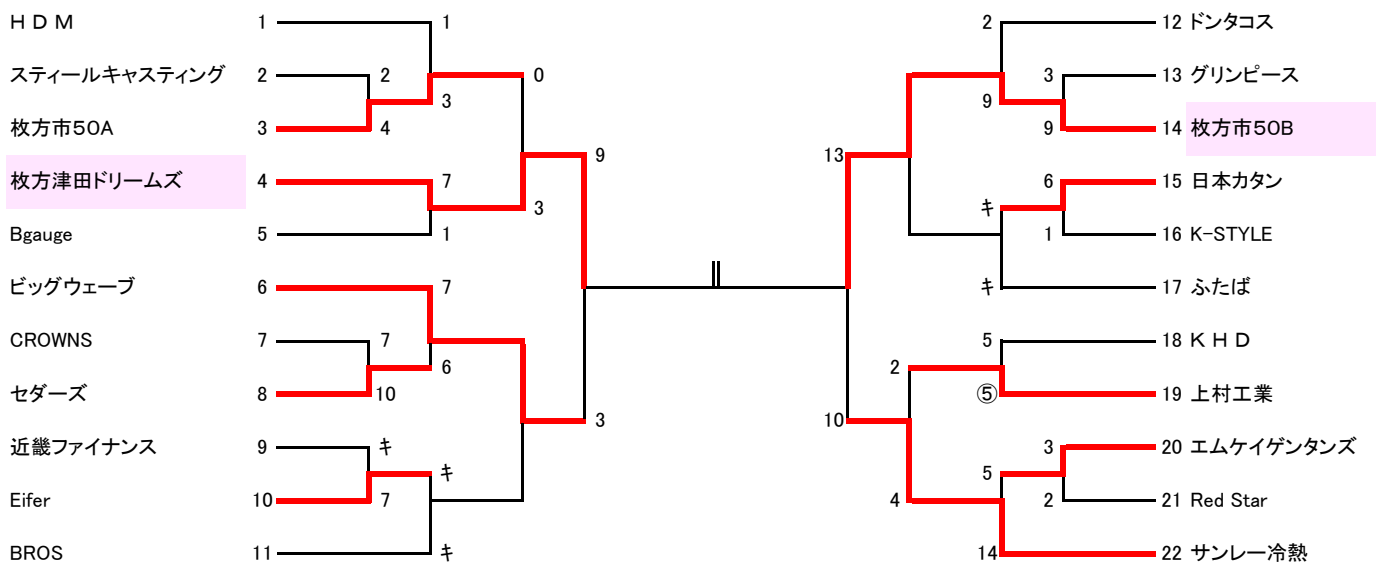 ＨＤＭ 1 1 2 12 ドンタコス
スティールキャスティング 2 2 0 3 13 グリンピース
3 9
枚方市５０A 3 4 9 14 枚方市５０B
9 13
枚方津田ドリームズ 4 7 6 15 日本カタン
3 キ
Bgauge 5 1 1 16 K-STYLE
ビッグウェーブ 6 7 キ 17 ふたば
CROWNS 7 7 5 18 ＫＨＤ
6 2
セダーズ 8 10 ⑤ 19 上村工業
3 10
近畿ファイナンス 9 キ 3 20 エムケイゲンタンズ
キ 5
Eifer 10 7 4 2 21 Red Star
BROS 11 キ 14 22 サンレー冷熱